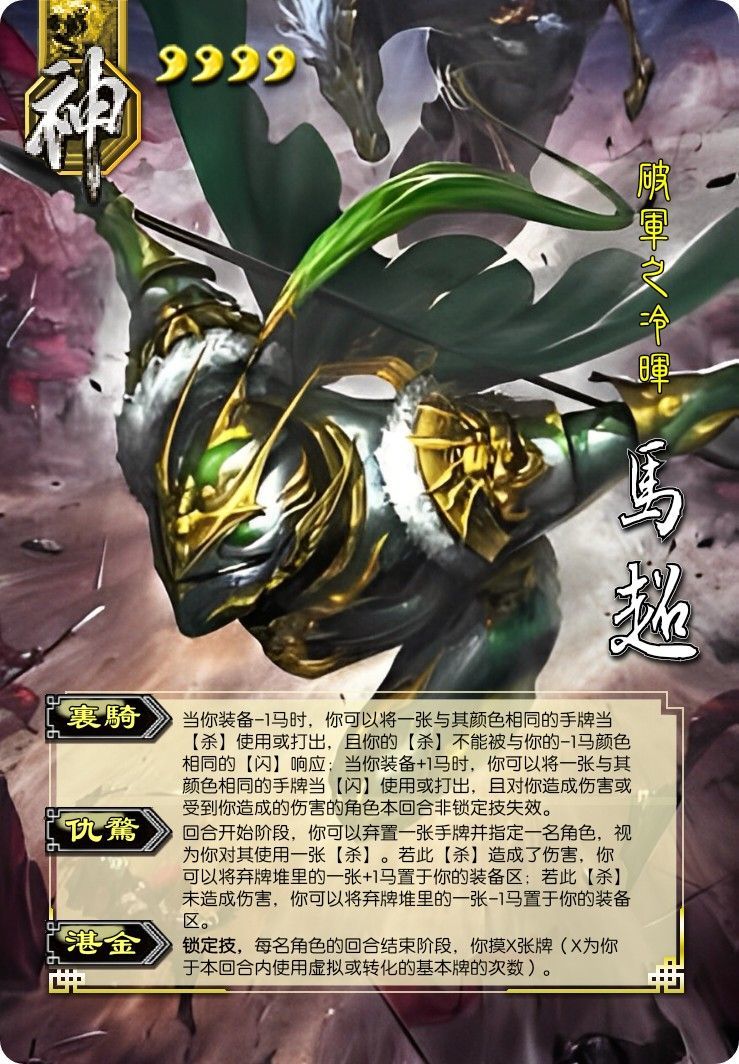 神
破軍之冷暉
馬超
裏騎
当你装备-1马时，你可以将一张与其颜色相同的手牌当
【杀】使用或打出，且你的【杀】不能被与你的-1马颜色
相同的【闪】响应；当你装备+1马时，你可以将一张与其
颜色相同的手牌当【闪】使用或打出，且对你造成伤害或
受到你造成的伤害的角色本回合非锁定技失效。
仇騖
回合开始阶段，你可以弃置一张手牌并指定一名角色，视
为你对其使用一张【杀】。若此【杀】造成了伤害，你
可以将弃牌堆里的一张+1马置于你的装备区；若此【杀】
未造成伤害，你可以将弃牌堆里的一张-1马置于你的装备
区。
湛金
锁定技，每名角色的回合结束阶段，你摸X张牌（X为你
于本回合内使用虚拟或转化的基本牌的次数）。